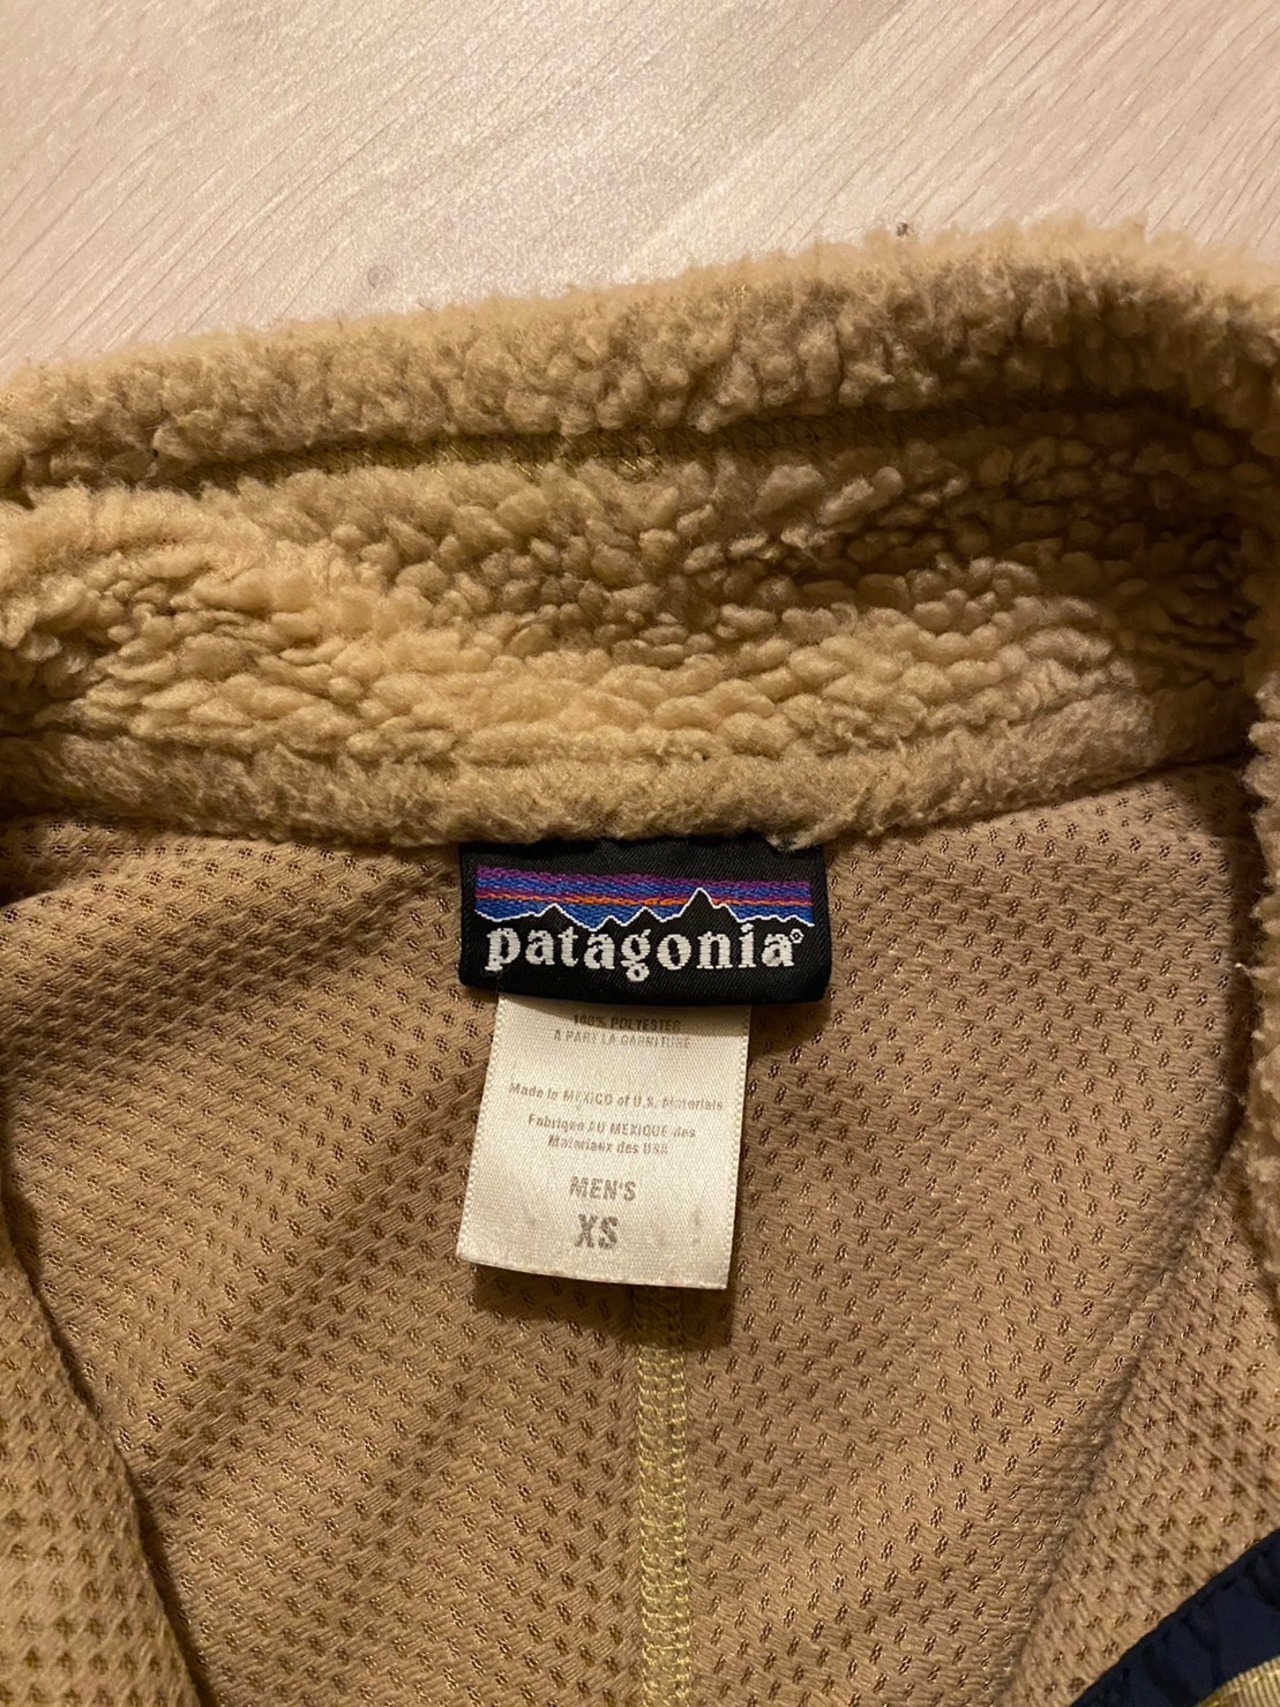 patagonia®
100% POLYESTER
A PART LA GARNITURE
Made in MEXICO of U.S. Materials
Fabriqué AU MEXIQUE des
Materiaux des USA
MEN'S
XS